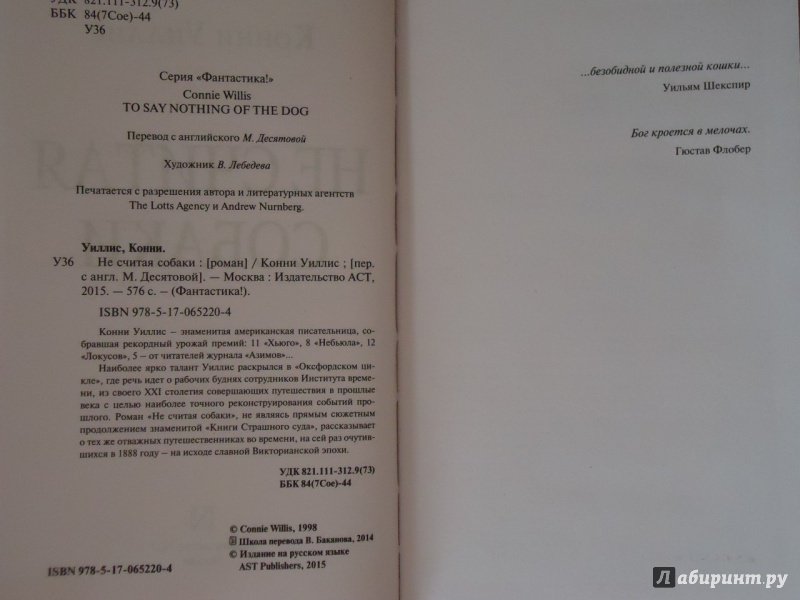 УДК 821.111-312.9(73)
ББК 84(7Сое)-44
У36
Серия «Фантастика!»
Connie Willis
TO SAY NOTHING OF THE DOG
Перевод с английского М. Десятовой
Художник В. Лебедева
Печатается с разрешения автора и литературных агентств
The Lotts Agency и Andrew Nurnberg.
Уиллис, Конни.
У36 Не считая собаки : [роман] / Конни Уиллис ; [пер.
с англ. М. Десятовой]. — Москва : Издательство АСТ,
2015. — 576 с. – (Фантастика!).
ISBN 978-5-17-065220-4
Конни Уиллис – знаменитая американская писательница, со-
бравшая рекордный урожай премий: 11 «Хьюго», 8 «Небьюла», 12
«Локусов», 5 – от читателей журнала «Азимов»...
Наиболее ярко талант Уиллис раскрылся в «Оксфордском ци-
кле», где речь идет о рабочих буднях сотрудников Института време-
ни, из своего XXI столетия совершающих путешествия в прошлые
века с целью наиболее точного реконструирования событий про-
шлого. Роман «Не считая собаки», не являясь прямым сюжетным
продолжением знаменитой «Книги Страшного суда», рассказывает
о тех же отважных путешественниках во времени, на сей раз очутив-
шихся в 1888 году – на исходе славной Викторианской эпохи.
УДК 821.111-312.9(73)
ББК 84(7Сое)-44
© Connie Willis, 1998
Школа перевода В. Баканова, 2014
© Издание на русском языке
AST Publishers, 2015
ISBN 978-5-17-065220-4
...безобидной и полезной кошки...
Уильям Шекспир
Бог кроется в мелочах.
Гюстав Флобер
Лабиринт.ру